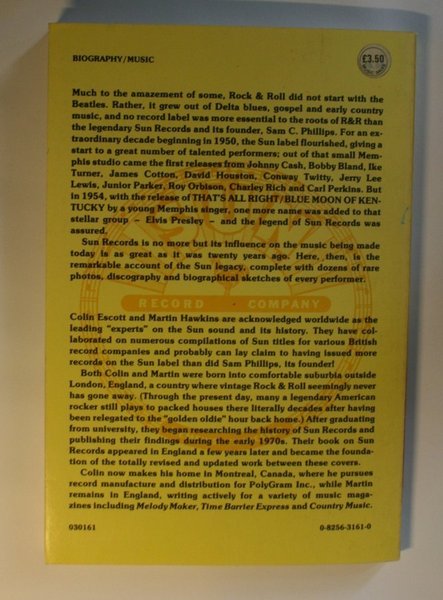 BIOGRAPHY/MUSIC
£3.50
Much to the amazement of some, Rock & Roll did not start with the
Beatles. Rather, it grew out of Delta blues, gospel and early country
music, and no record label was more essential to the roots of R&R than
the legendary Sun Records and its founder, Sam C. Phillips. For an ex-
traordinary decade beginning in 1950, the Sun label flourished, giving a
start to a great number of talented performers; out of that small Mem-
phis studio came the first releases from Johnny Cash, Bobby Bland, Ike
Turner, James Cotton, David Houston, Conway Twitty, Jerry Lee
Lewis, Junior Parker, Roy Orbison, Charley Rich and Carl Perkins. But
in 1954, with the release of THAT'S ALL RIGHT/BLUE MOON OF KEN-
TUCKY by a young Memphis singer, one more name was added to that
stellar group – Elvis Presley – and the legend of Sun Records was
assured.
Sun Records is no more but its influence on the music being made
today is as great as it was twenty years ago. Here, then, is the
remarkable account of the Sun legacy, complete with dozens of rare
photos, discography and biographical sketches of every performer.
RECORD COMPANY
Colin Escott and Martin Hawkins are acknowledged worldwide as the
leading "experts" on the Sun sound and its history. They have col-
laborated on numerous compilations of Sun titles for various British
record companies and probably can lay claim to having issued more
records on the Sun label than did Sam Phillips, its founder!
Both Colin and Martin were born into comfortable suburbia outside
London, England, a country where vintage Rock & Roll seemingly never
has gone away. (Through the present day, many a legendary American
rocker still plays to packed houses there literally decades after having
been relegated to the "golden oldie" hour back home.) After graduating
from university, they began researching the history of Sun Records and
publishing their findings during the early 1970s. Their book on Sun
Records appeared in England a few years later and became the founda-
tion of the totally revised and updated work between these covers.
Colin now makes his home in Montreal, Canada, where he pursues
record manufacture and distribution for PolyGram Inc., while Martin
remains in England, writing actively for a variety of music maga-
zines including Melody Maker, Time Barrier Express and Country Music.
030161
0-8256-3161-0